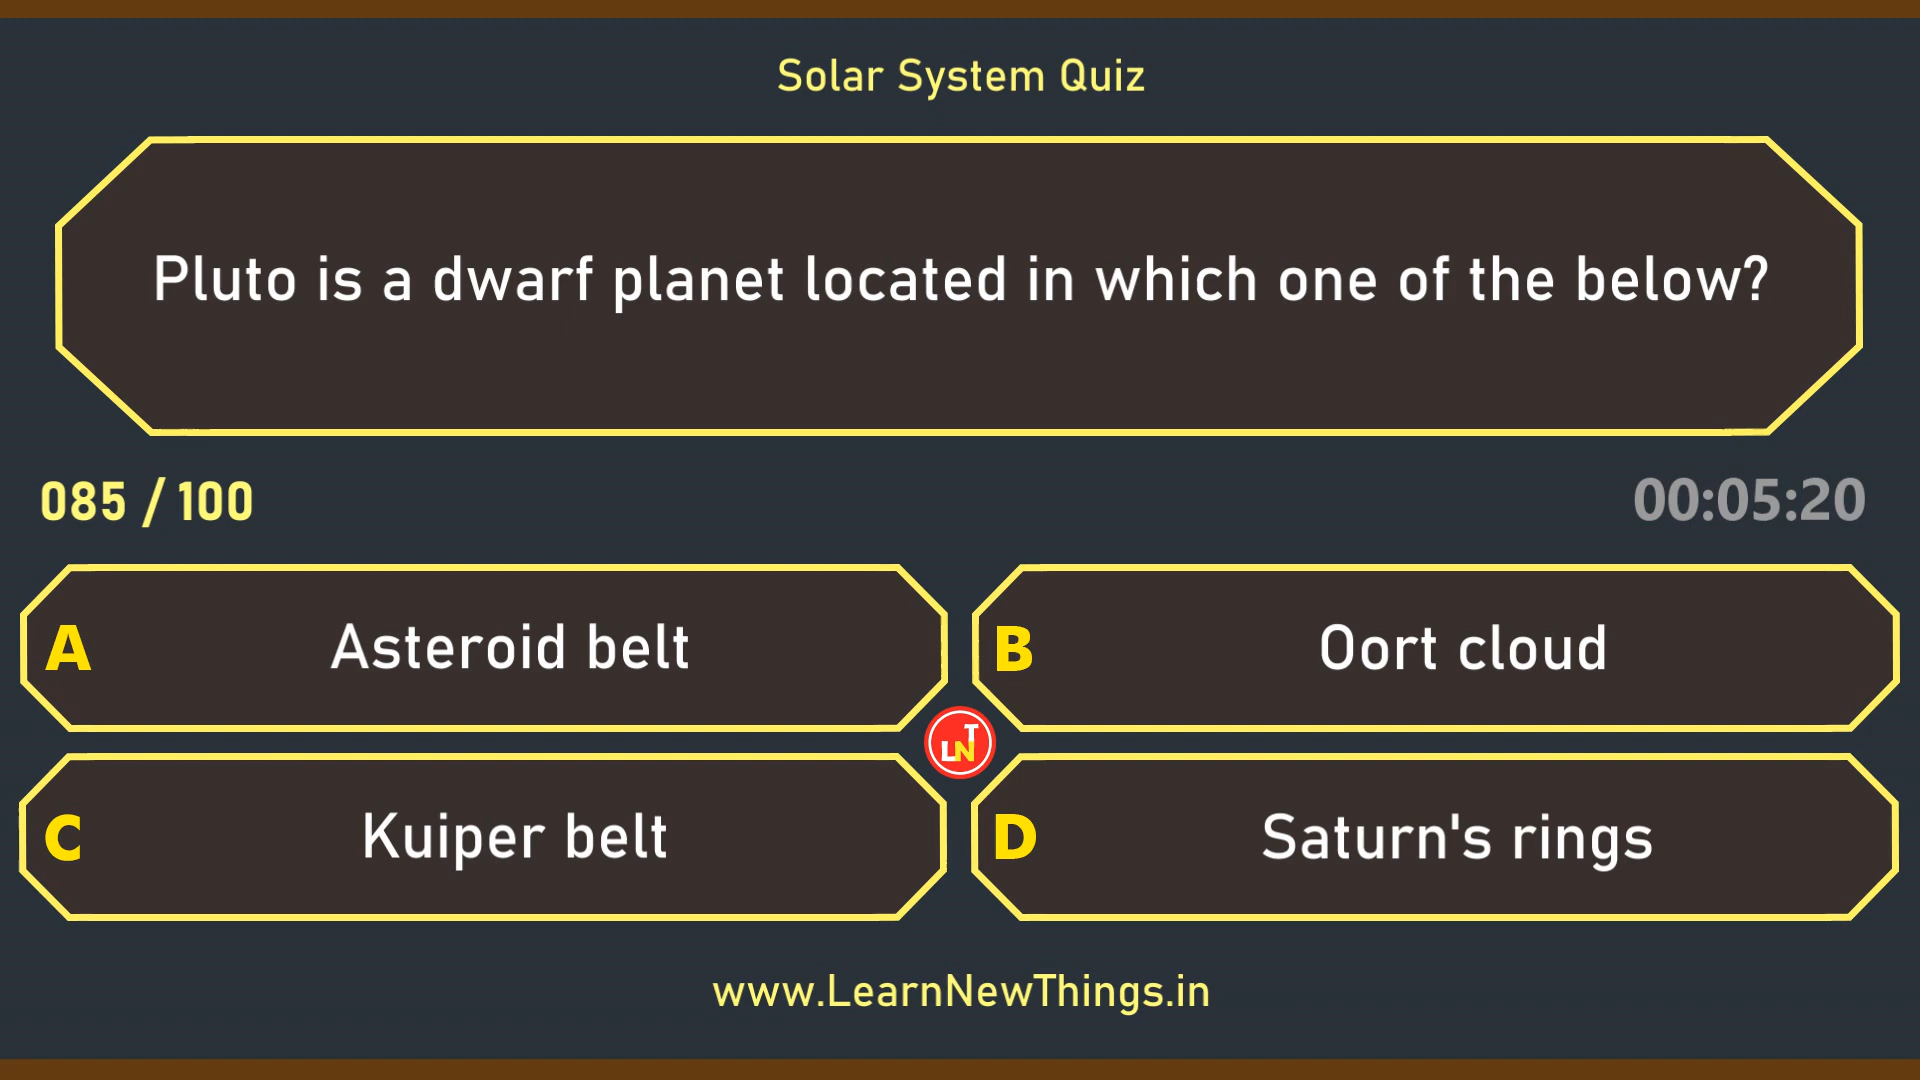 Solar System Quiz
Pluto is a dwarf planet located in which one of the below?
085 / 100
00:05:20
A Asteroid belt
B Oort cloud
LNT
C Kuiper belt
D Saturn's rings
www.LearnNewThings.in